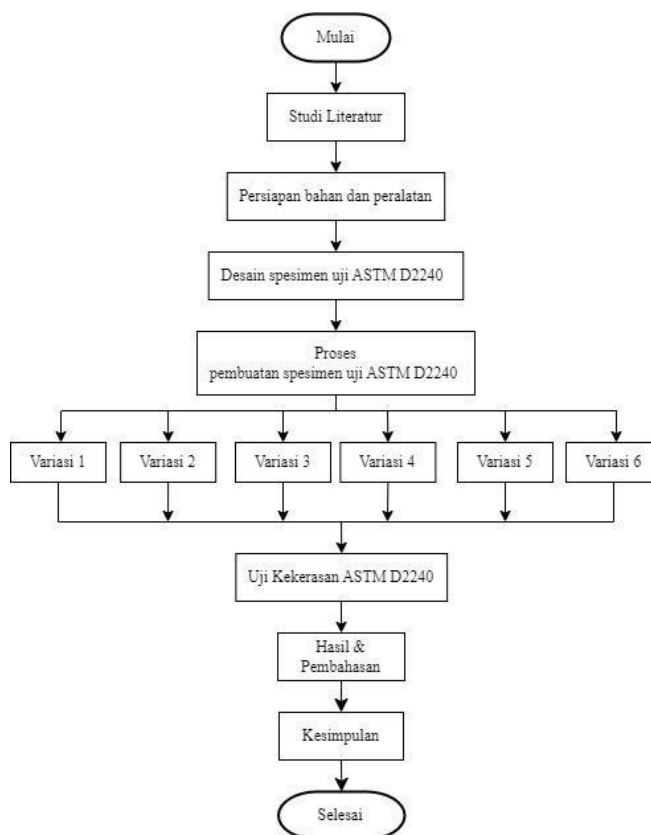 Mulai
Studi Literatur
Persiapan bahan dan peralatan
Desain spesimen uji ASTM D2240
Proses
pembuatan spesimen uji ASTM D2240
Variasi 1
Variasi 2
Variasi 3
Variasi 4
Variasi 5
Variasi 6
Uji Kekerasan ASTM D2240
Hasil &
Pembahasan
Kesimpulan
Selesai